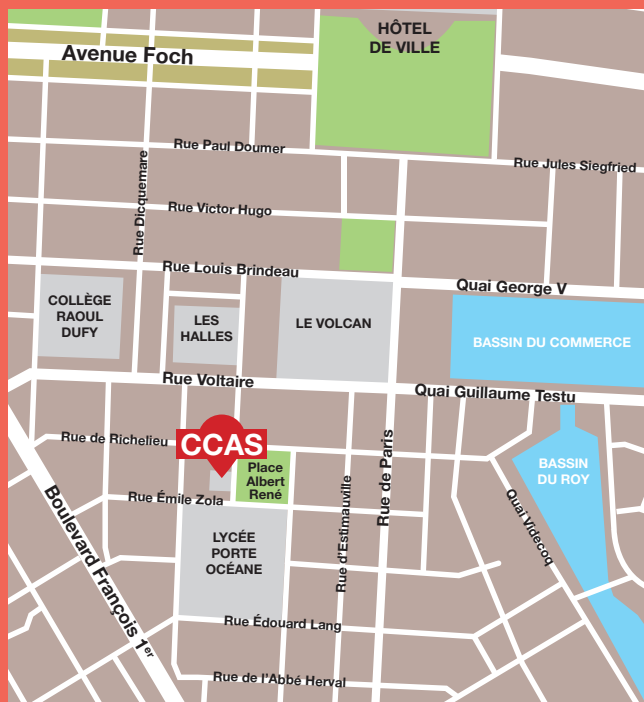 HÔTEL
DE VILLE
Avenue Foch
Rue Paul Doumer
Rue Jules Siegfried
Rue Dicquemare
Rue Victor Hugo
Rue Louis Brindeau
Quai George V
COLLÈGE
RAOUL
DUFY
LES
HALLES
LE VOLCAN
BASSIN DU COMMERCE
Rue Voltaire
Quai Guillaume Testu
Rue de Richelieu
CCAS
Place
Albert
René
Rue d'Estimauville
Rue de Paris
BASSIN
DU ROY
Quai Videcoq
Rue Émile Zola
Boulevard François 1er
LYCÉE
PORTE
OCÉANE
Rue Édouard Lang
Rue de l'Abbé Herval